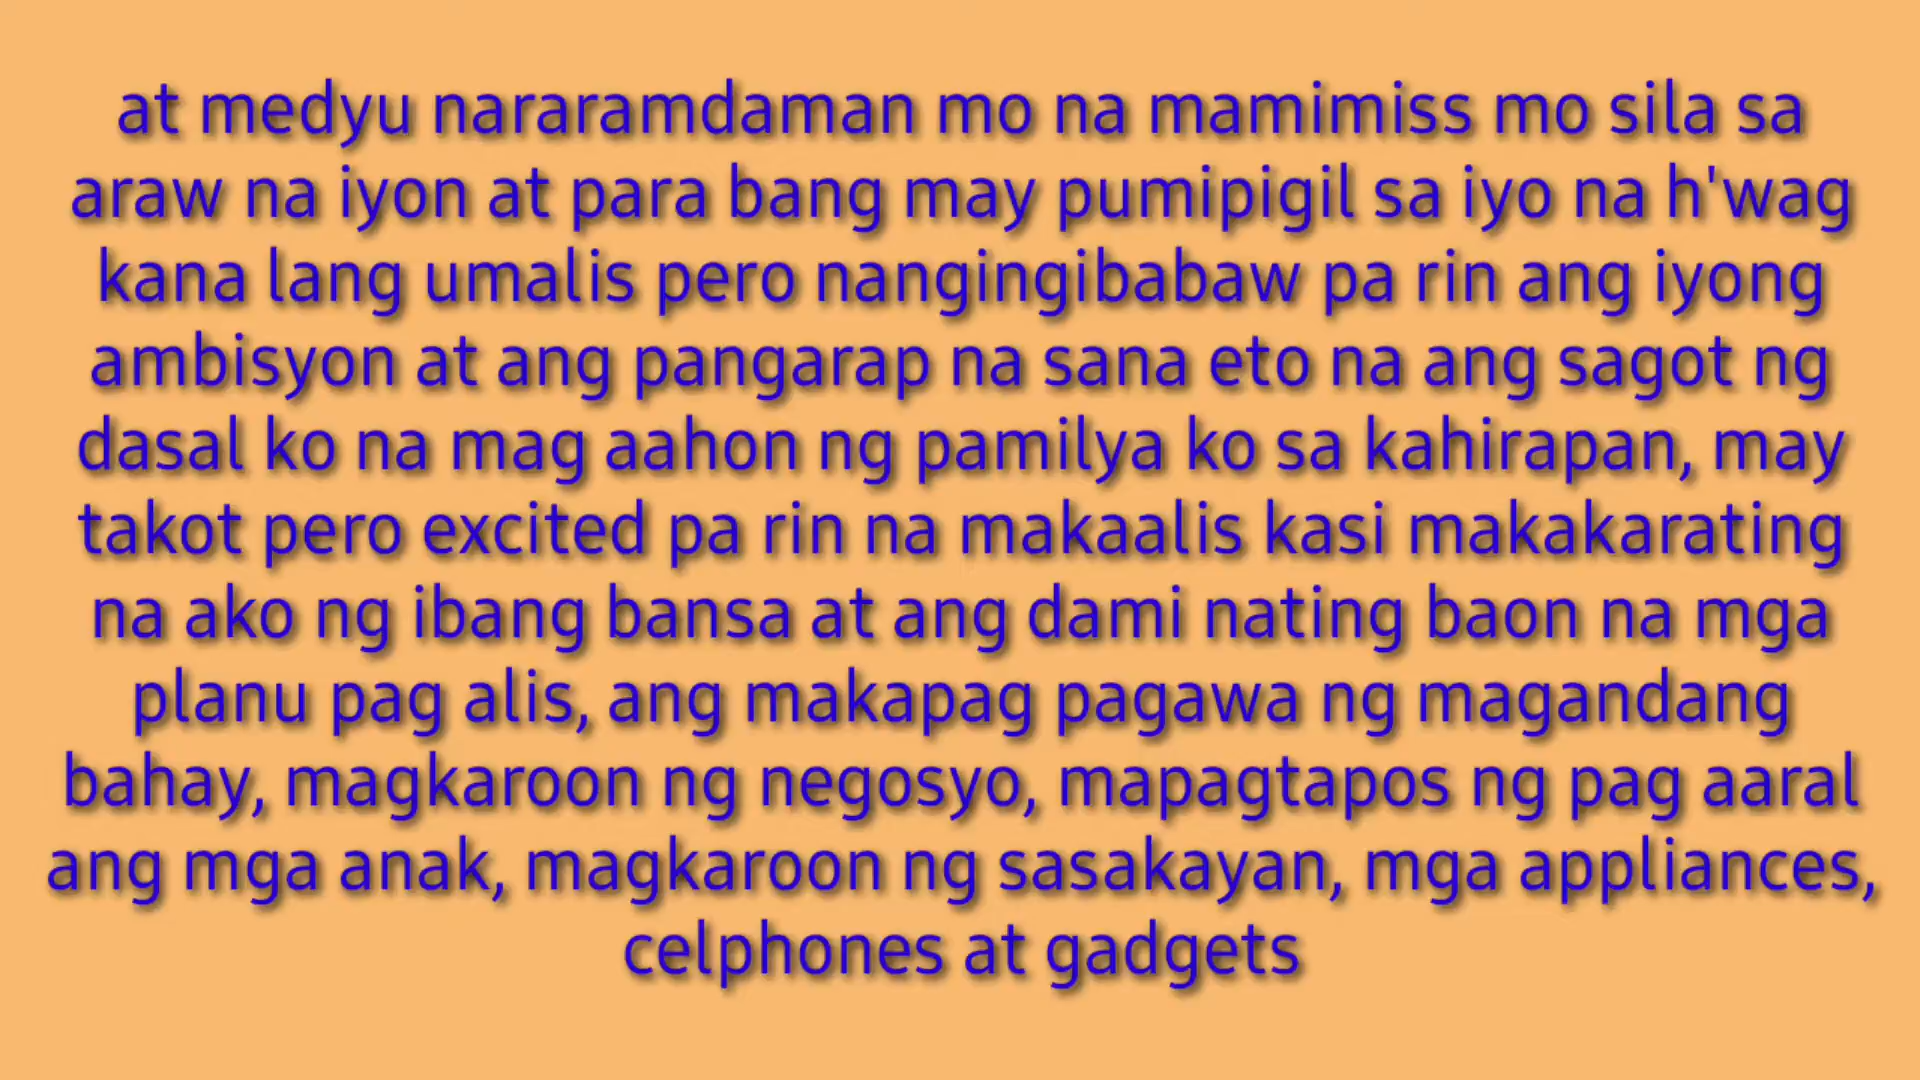 at medyu nararamdaman mo na mamimiss mo sila sa
araw na iyon at para bang may pumipigil sa iyo na h'wag
kana lang umalis pero nangingibabaw pa rin ang iyong
ambisyon at ang pangarap na sana eto na ang sagot ng
dasal ko na mag aahon ng pamilya ko sa kahirapan, may
takot pero excited pa rin na makaalis kasi makakarating
na ako ng ibang bansa at ang dami nating baon na mga
planu pag alis, ang makapag pagawa ng magandang
bahay, magkaroon ng negosyo, mapagtapos ng pag aaral
ang mga anak, magkaroon ng sasakayan, mga appliances,
celphones at gadgets